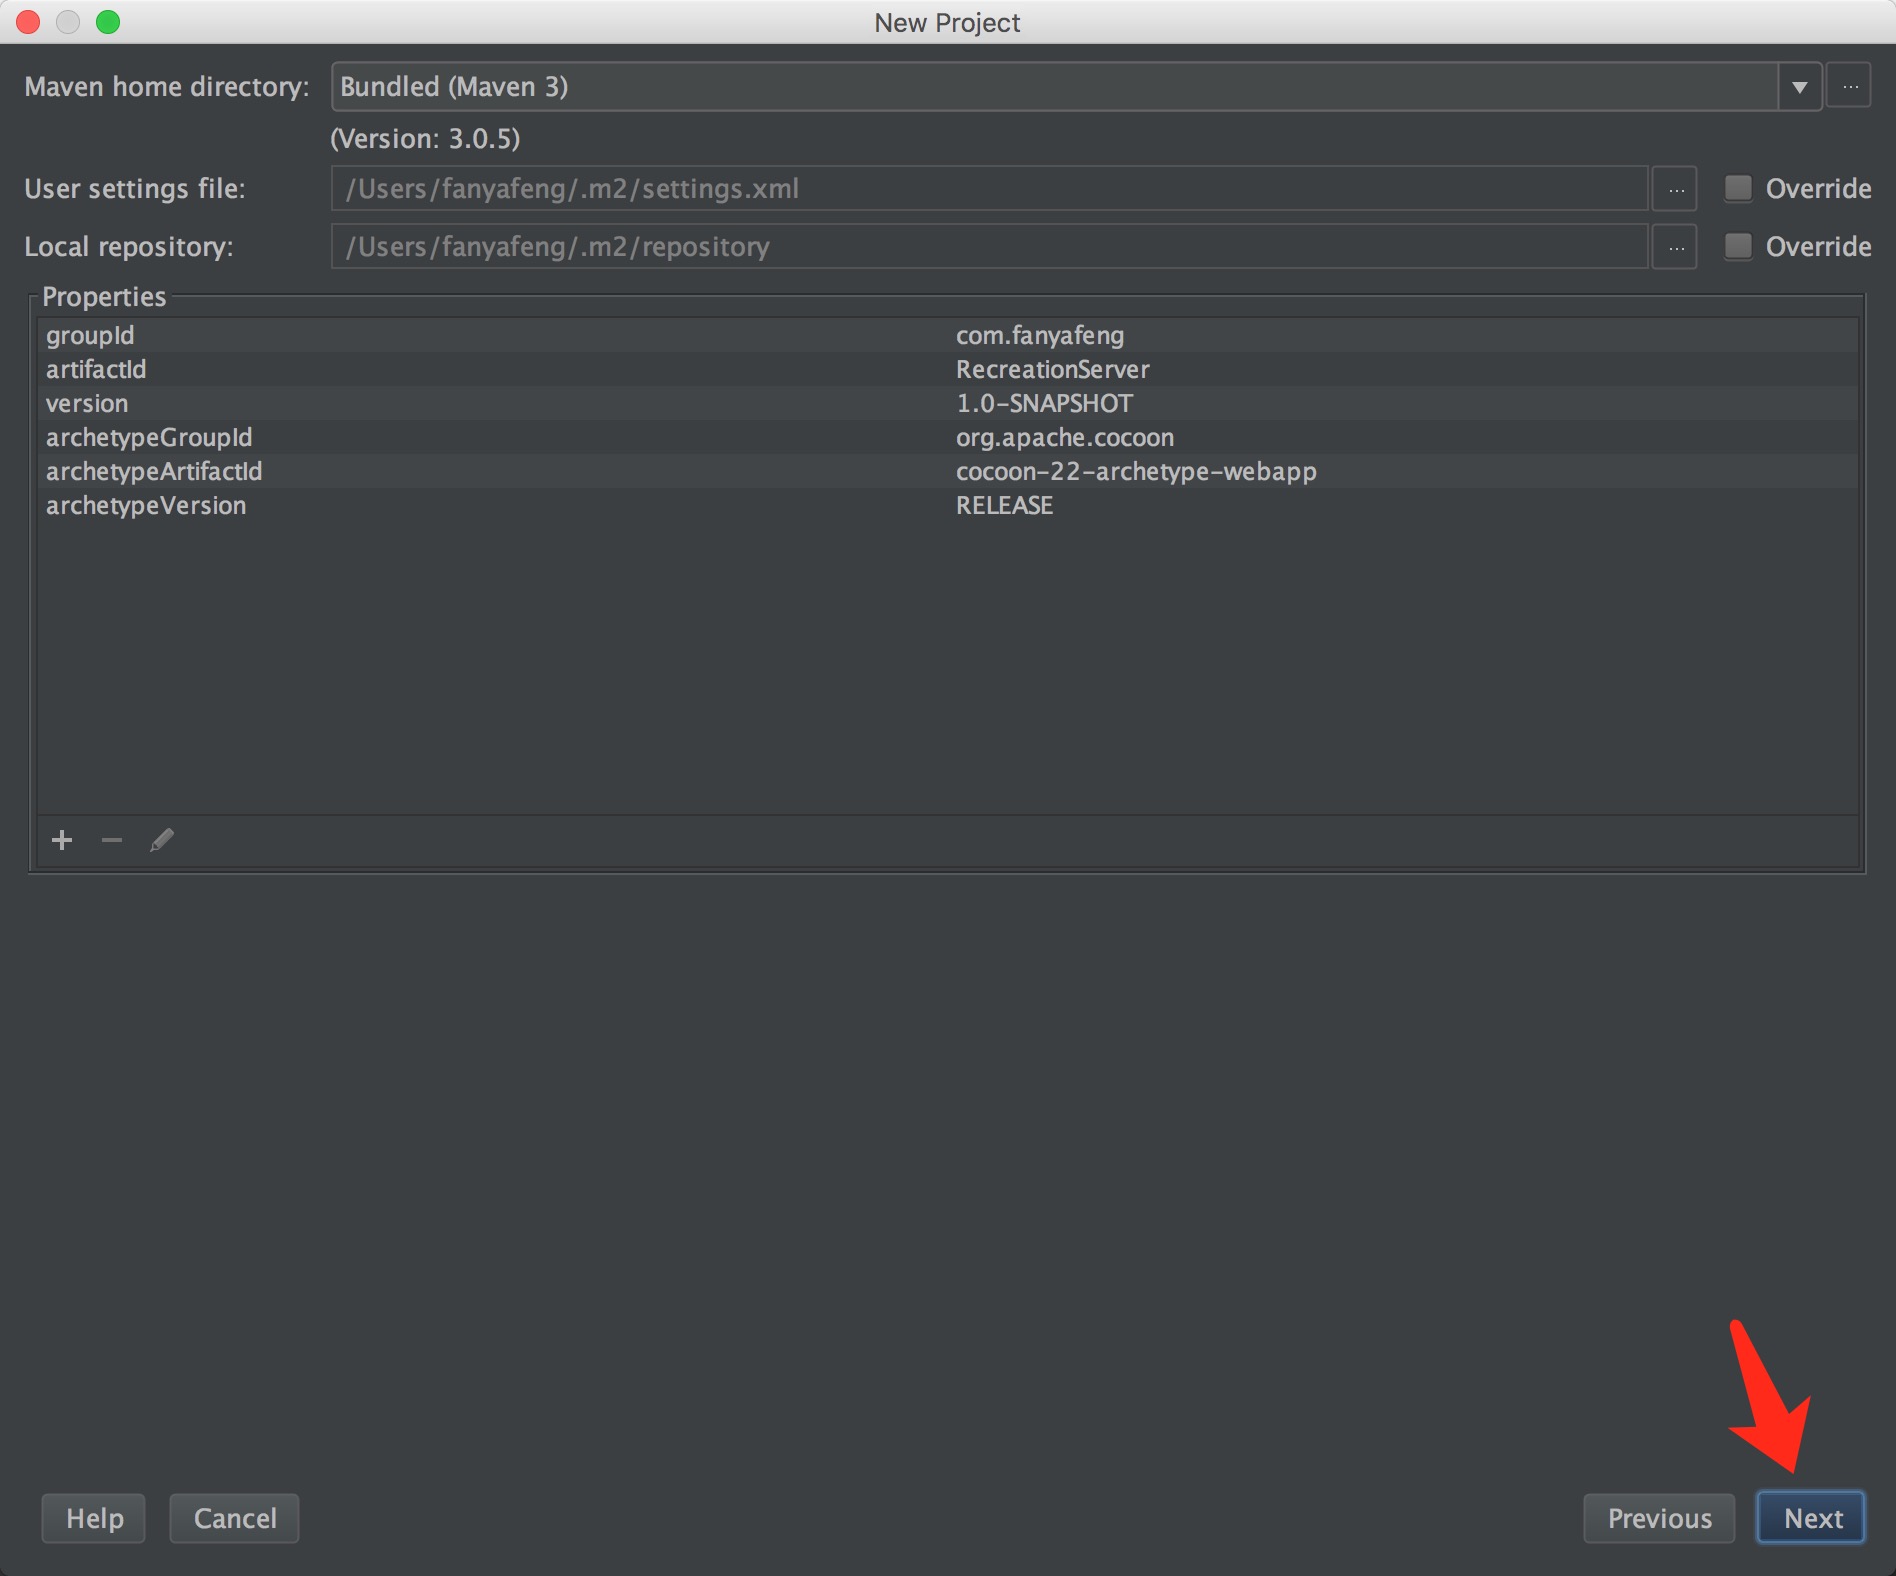 New Project
Maven home directory: Bundled (Maven 3) ...
(Version: 3.0.5)
User settings file: /Users/fanyafeng/.m2/settings.xml ... Override
Local repository: /Users/fanyafeng/.m2/repository ... Override
Properties
groupId com.fanyafeng
artifactId RecreationServer
version 1.0-SNAPSHOT
archetypeGroupId org.apache.cocoon
archetypeArtifactId cocoon-22-archetype-webapp
archetypeVersion RELEASE
Help Cancel Previous Next